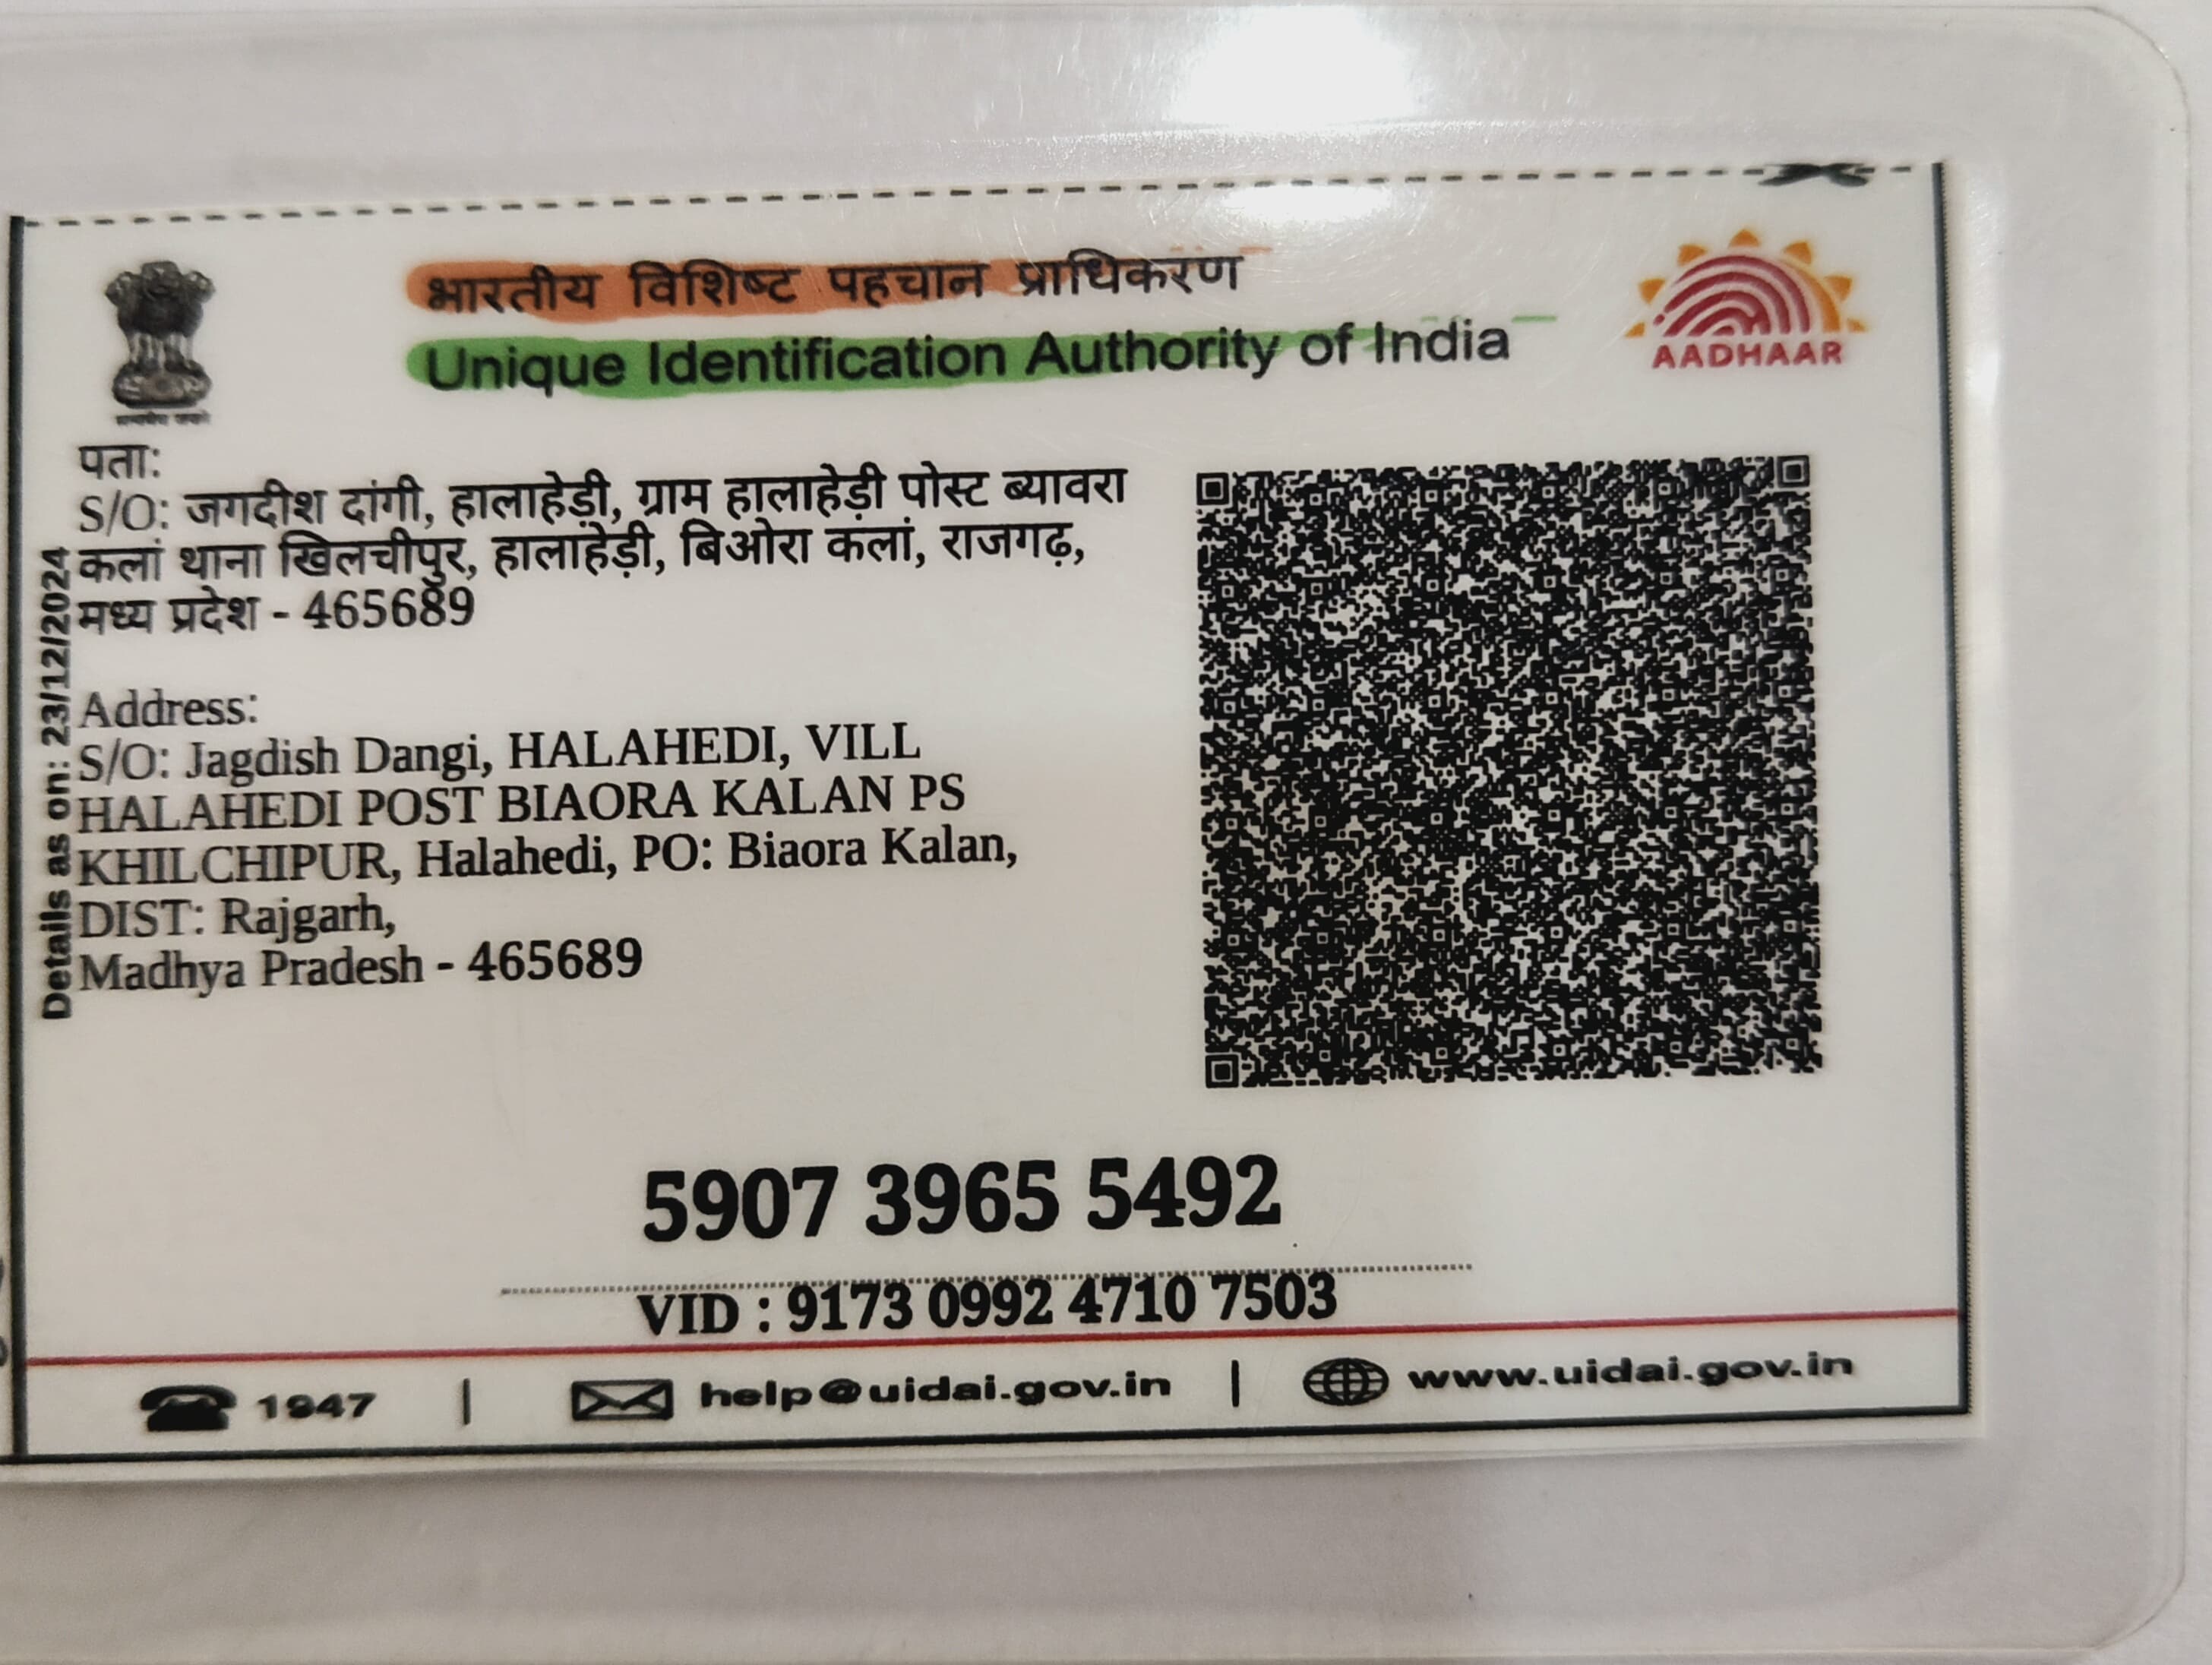 भारतीय विशिष्ट पहचान प्राधिकरण
Unique Identification Authority of India
AADHAAR
पता:
S/O: जगदीश दांगी, हालाहेड़ी, ग्राम हालाहेड़ी पोस्ट ब्यावरा
कलां थाना खिलचीपुर, हालाहेड़ी, बिओरा कलां, राजगढ़,
मध्य प्रदेश - 465689
Details as on: 23/12/2024
Address:
S/O: Jagdish Dangi, HALAHEDI, VILL
HALAHEDI POST BIAORA KALAN PS
KHILCHIPUR, Halahedi, PO: Biaora Kalan,
DIST: Rajgarh,
Madhya Pradesh - 465689
5907 3965 5492
VID : 9173 0992 4710 7503
1947 | help@uidai.gov.in | www.uidai.gov.in